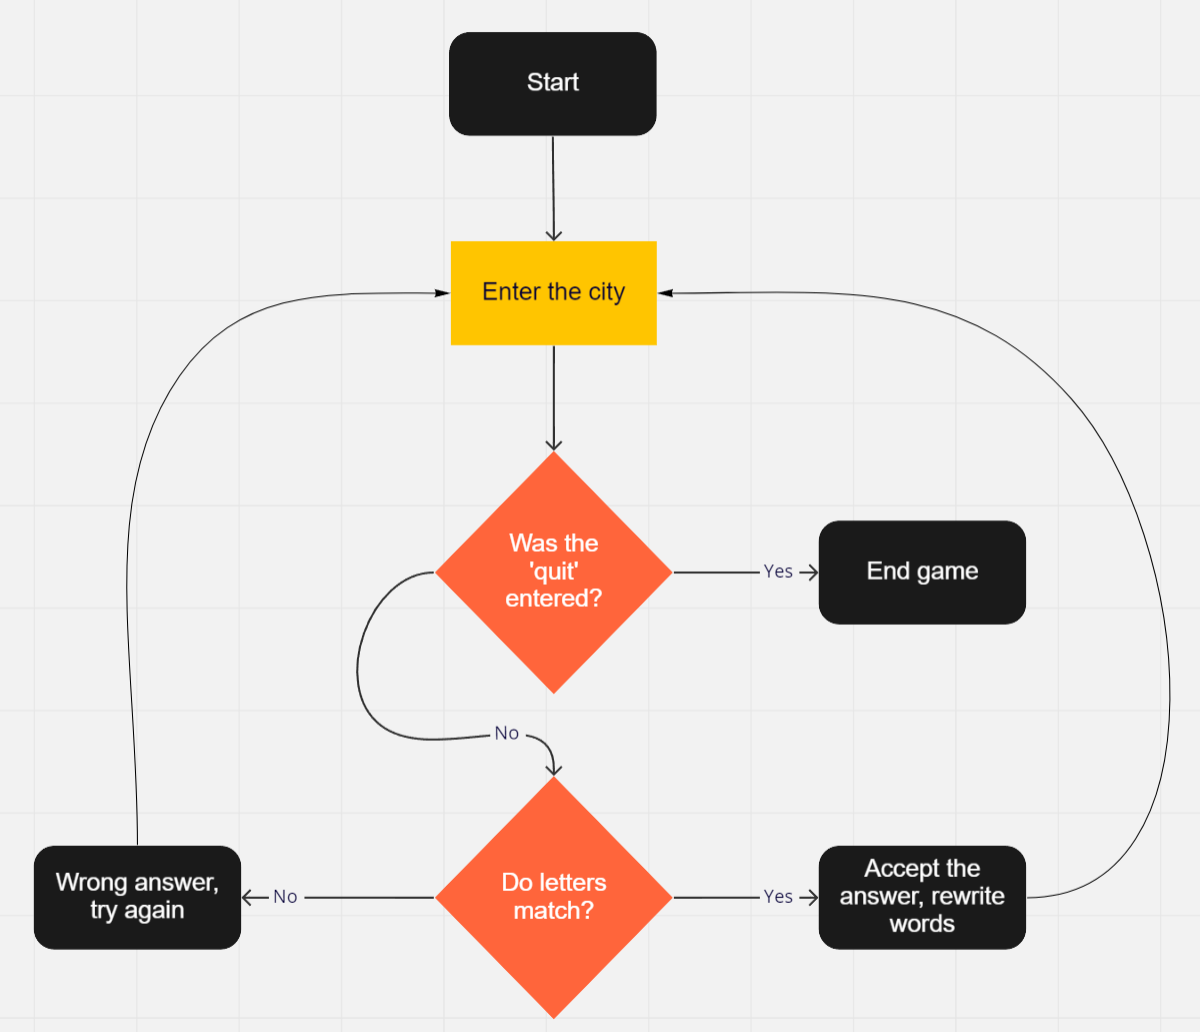 Start
Enter the city
Was the
'quit'
entered?
Yes
End game
No
Wrong answer,
try again
No
Do letters
match?
Yes
Accept the
answer, rewrite
words